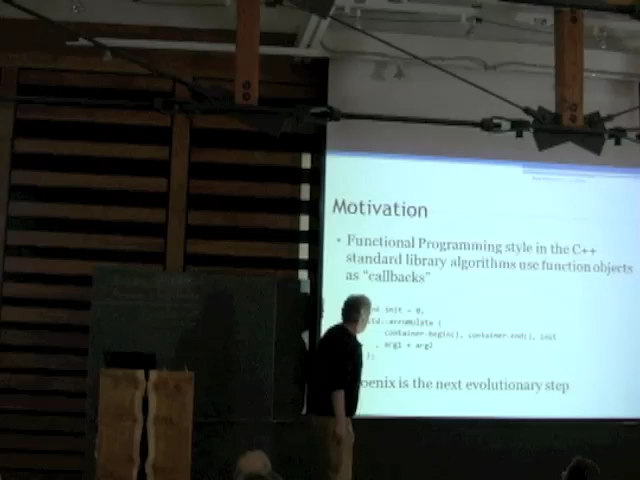 Motivation
• Functional Programming style in the C++
standard library algorithms use function objects
as “callbacks”
init = 0,
std::accumulate (
container.begin(), container.end(), init
, arg1 + arg2
);
oenix is the next evolutionary step